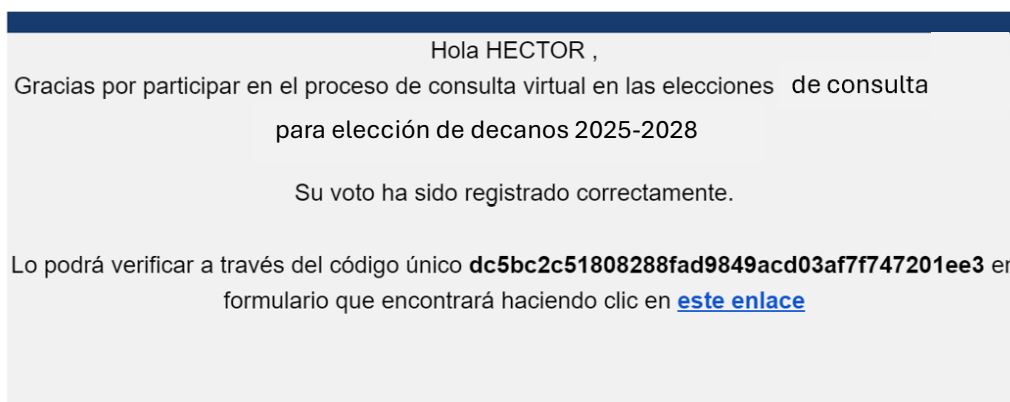 Hola HECTOR ,
Gracias por participar en el proceso de consulta virtual en las elecciones de consulta
para elección de decanos 2025-2028
Su voto ha sido registrado correctamente.
Lo podrá verificar a través del código único dc5bc2c51808288fad9849acd03af7f747201ee3 en
formulario que encontrará haciendo clic en este enlace